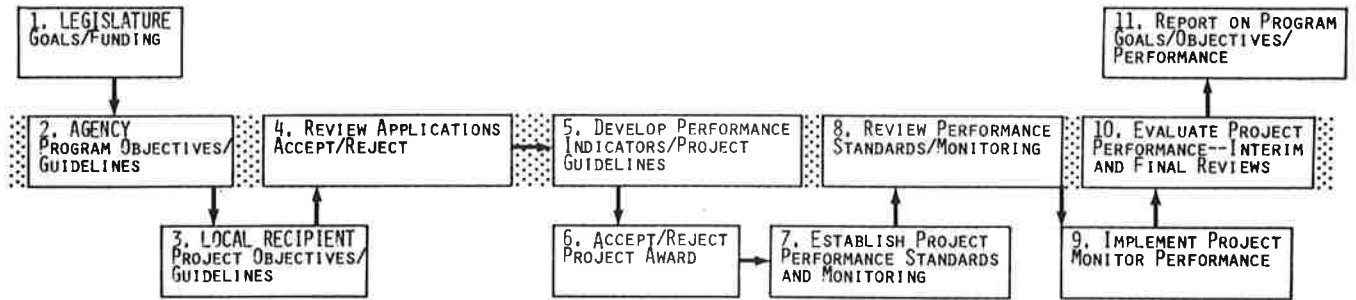 1. LEGISLATURE
GOALS/FUNDING
2. AGENCY
PROGRAM OBJECTIVES/
GUIDELINES
3. LOCAL RECIPIENT
PROJECT OBJECTIVES/
GUIDELINES
4. REVIEW APPLICATIONS
ACCEPT/REJECT
5. DEVELOP PERFORMANCE
INDICATORS/PROJECT
GUIDELINES
6. ACCEPT/REJECT
PROJECT AWARD
7. ESTABLISH PROJECT
PERFORMANCE STANDARDS
AND MONITORING
8. REVIEW PERFORMANCE
STANDARDS/MONITORING
9. IMPLEMENT PROJECT
MONITOR PERFORMANCE
10. EVALUATE PROJECT
PERFORMANCE--INTERIM
AND FINAL REVIEWS
11. REPORT ON PROGRAM
GOALS/OBJECTIVES/
PERFORMANCE